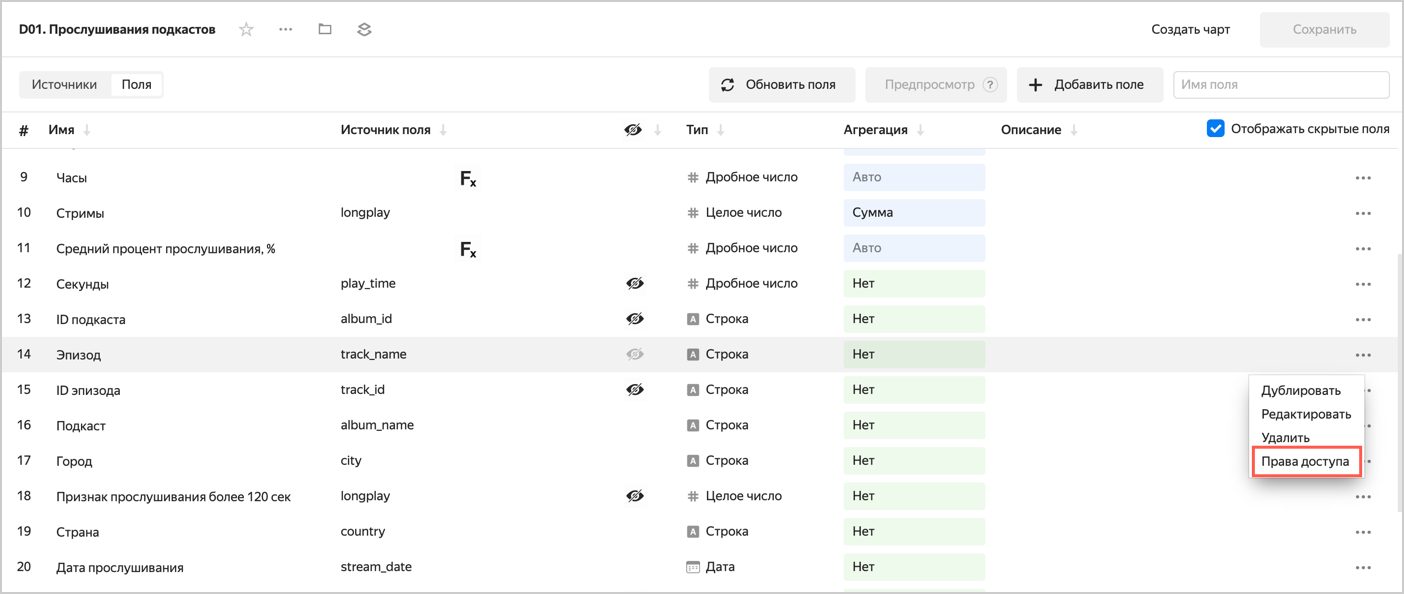 D01. Прослушивания подкастов Создать чарт Сохранить
Источники Поля Обновить поля Предпросмотр ? Добавить поле Имя поля
# Имя Источник поля Тип Агрегация Описание Отображать скрытые поля
9 Часы Fx Дробное число Авто
10 Стримы longplay Целое число Сумма
11 Средний процент прослушивания, % Fx Дробное число Авто
12 Секунды play_time Дробное число Нет
13 ID подкаста album_id Строка Нет
14 Эпизод track_name Строка Нет
15 ID эпизода track_id Строка Нет
16 Подкаст album_name Строка Нет
17 Город city Строка Нет
18 Признак прослушивания более 120 сек longplay Целое число Нет
19 Страна country Строка Нет
20 Дата прослушивания stream_date Дата Нет
Дублировать
Редактировать
Удалить
Права доступа